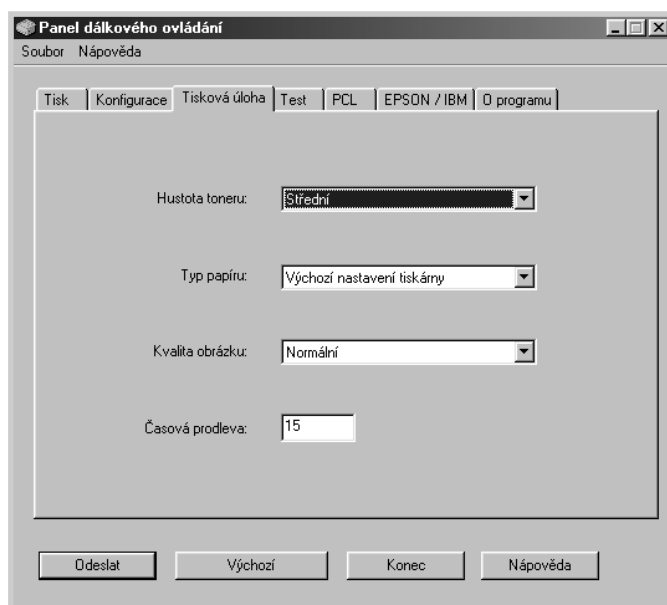 Panel dálkového ovládání
Soubor Nápověda
Tisk Konfigurace Tisková úloha Test PCL EPSON / IBM O programu
Hustota toneru: Střední
Typ papíru: Výchozí nastavení tiskárny
Kvalita obrázku: Normální
Časová prodleva: 15
Odeslat Výchozí Konec Nápověda